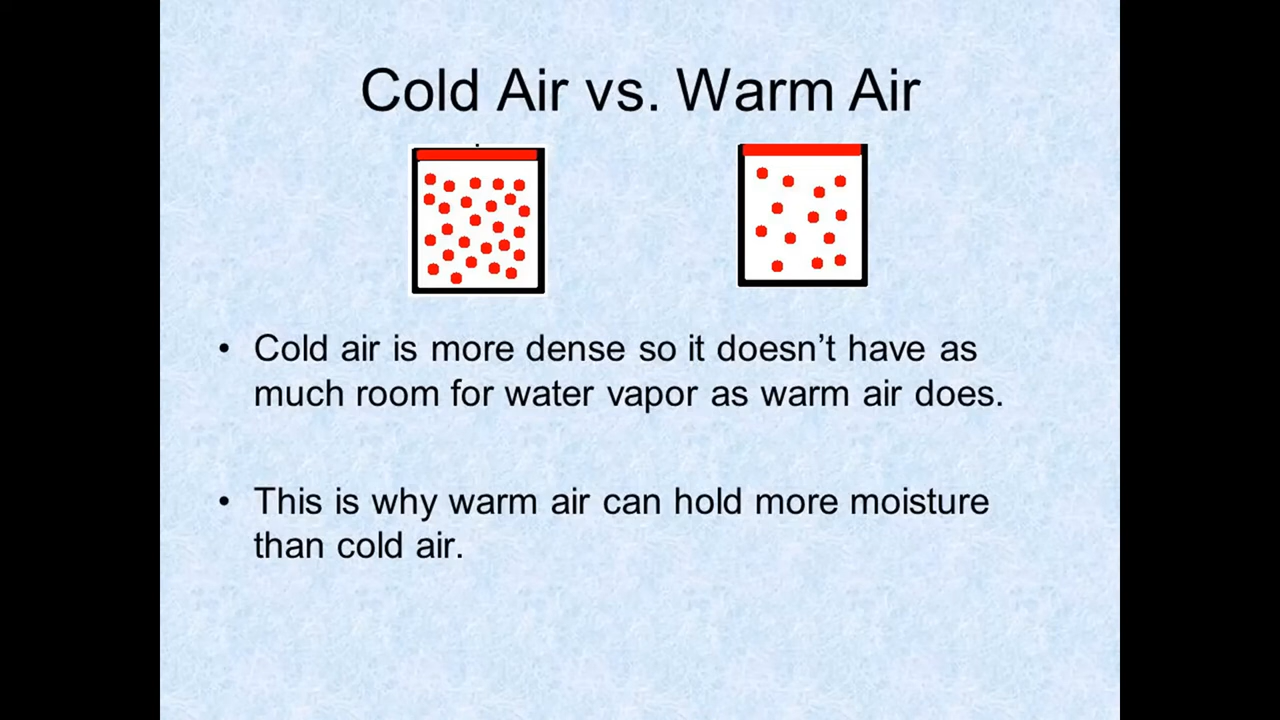 Cold Air vs. Warm Air
• Cold air is more dense so it doesn’t have as
much room for water vapor as warm air does.
• This is why warm air can hold more moisture
than cold air.